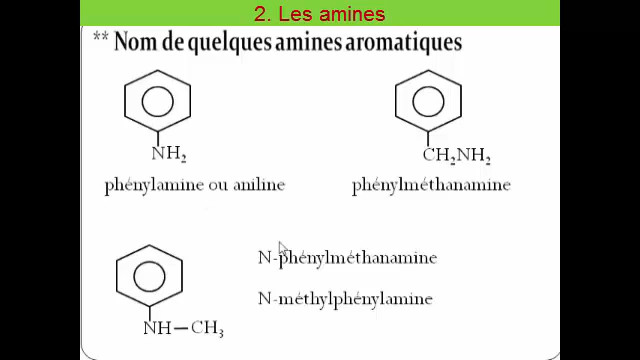 2. Les amines
** Nom de quelques amines aromatiques
NH₂
CH₂NH₂
phénylamine ou aniline
phénylméthanamine
N-phénylméthanamine
N-méthylphénylamine
NH–CH₃